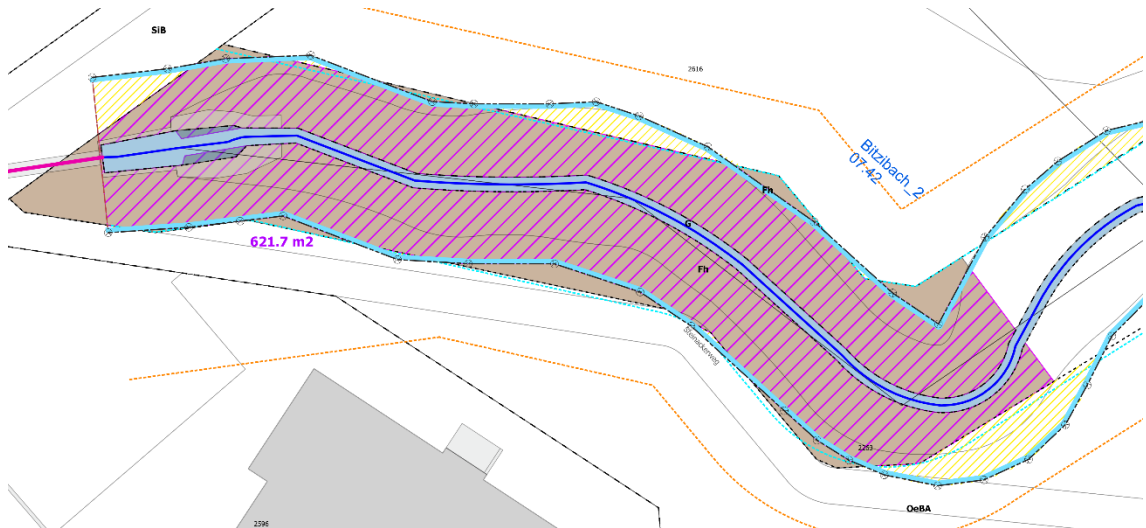 SiB
2616
Bitzibach_2
07.42
Fh
G
621.7 m2
Fh
Steinackerweg
2253
OeBA
2596